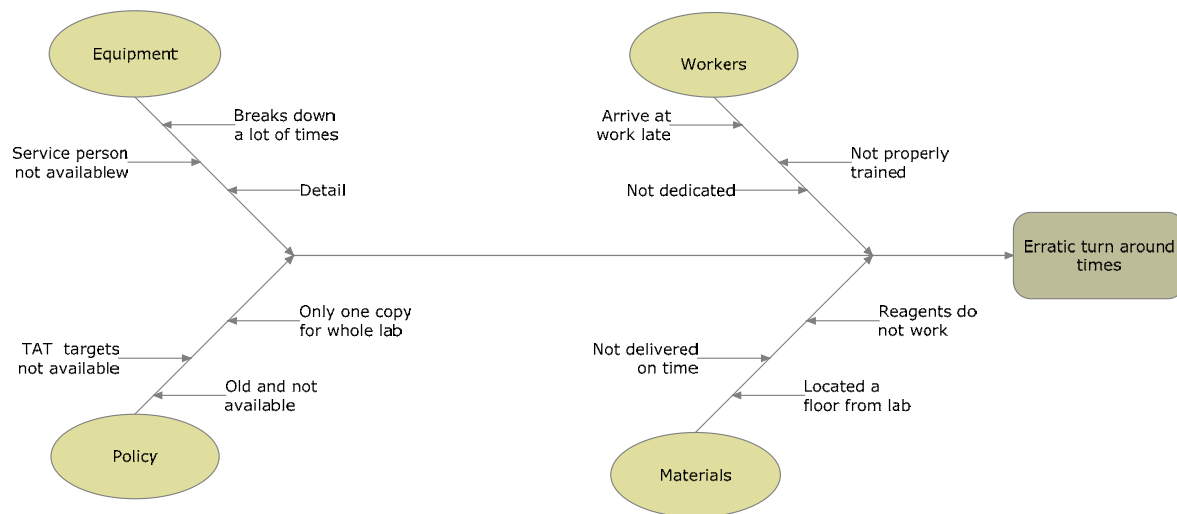 Equipment
Workers
Breaks down
a lot of times
Service person
not availablew
Detail
Arrive at
work late
Not properly
trained
Not dedicated
Erratic turn around
times
Only one copy
for whole lab
TAT  targets
not available
Old and not
available
Policy
Reagents do
not work
Not delivered
on time
Located a
floor from lab
Materials